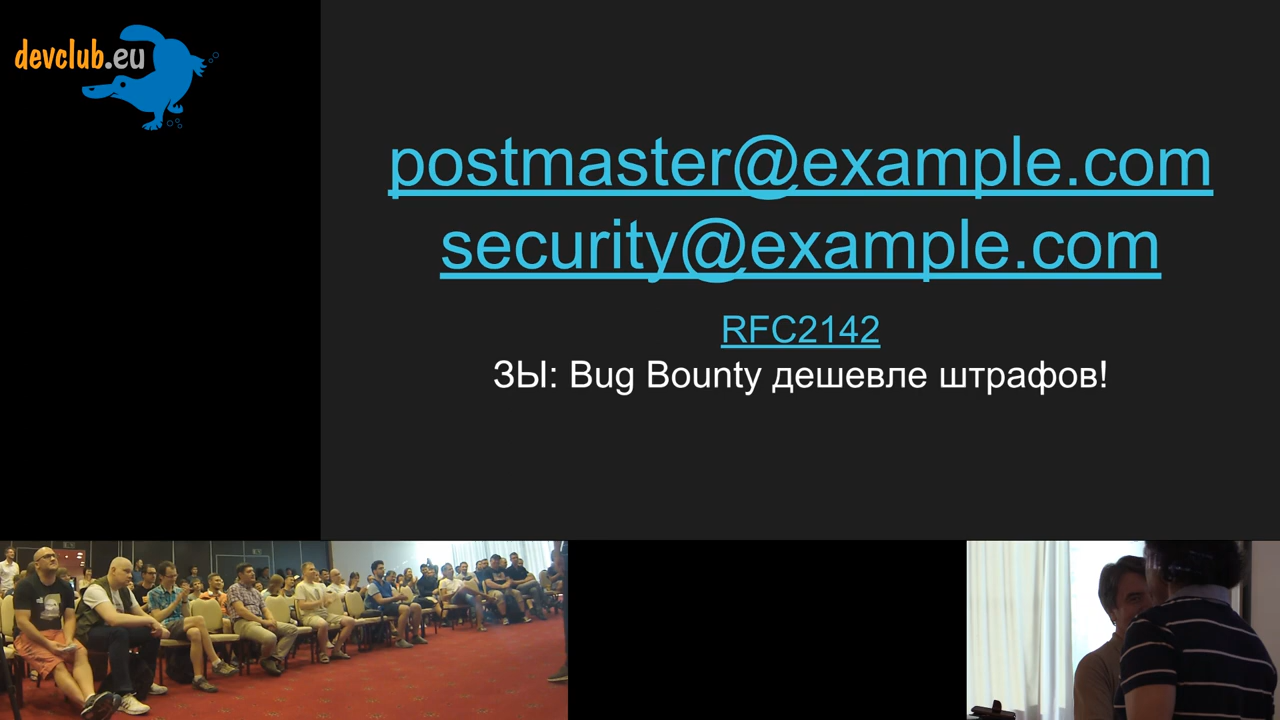 devclub.eu
postmaster@example.com
security@example.com
RFC2142
ЗЫ: Bug Bounty дешевле штрафов!